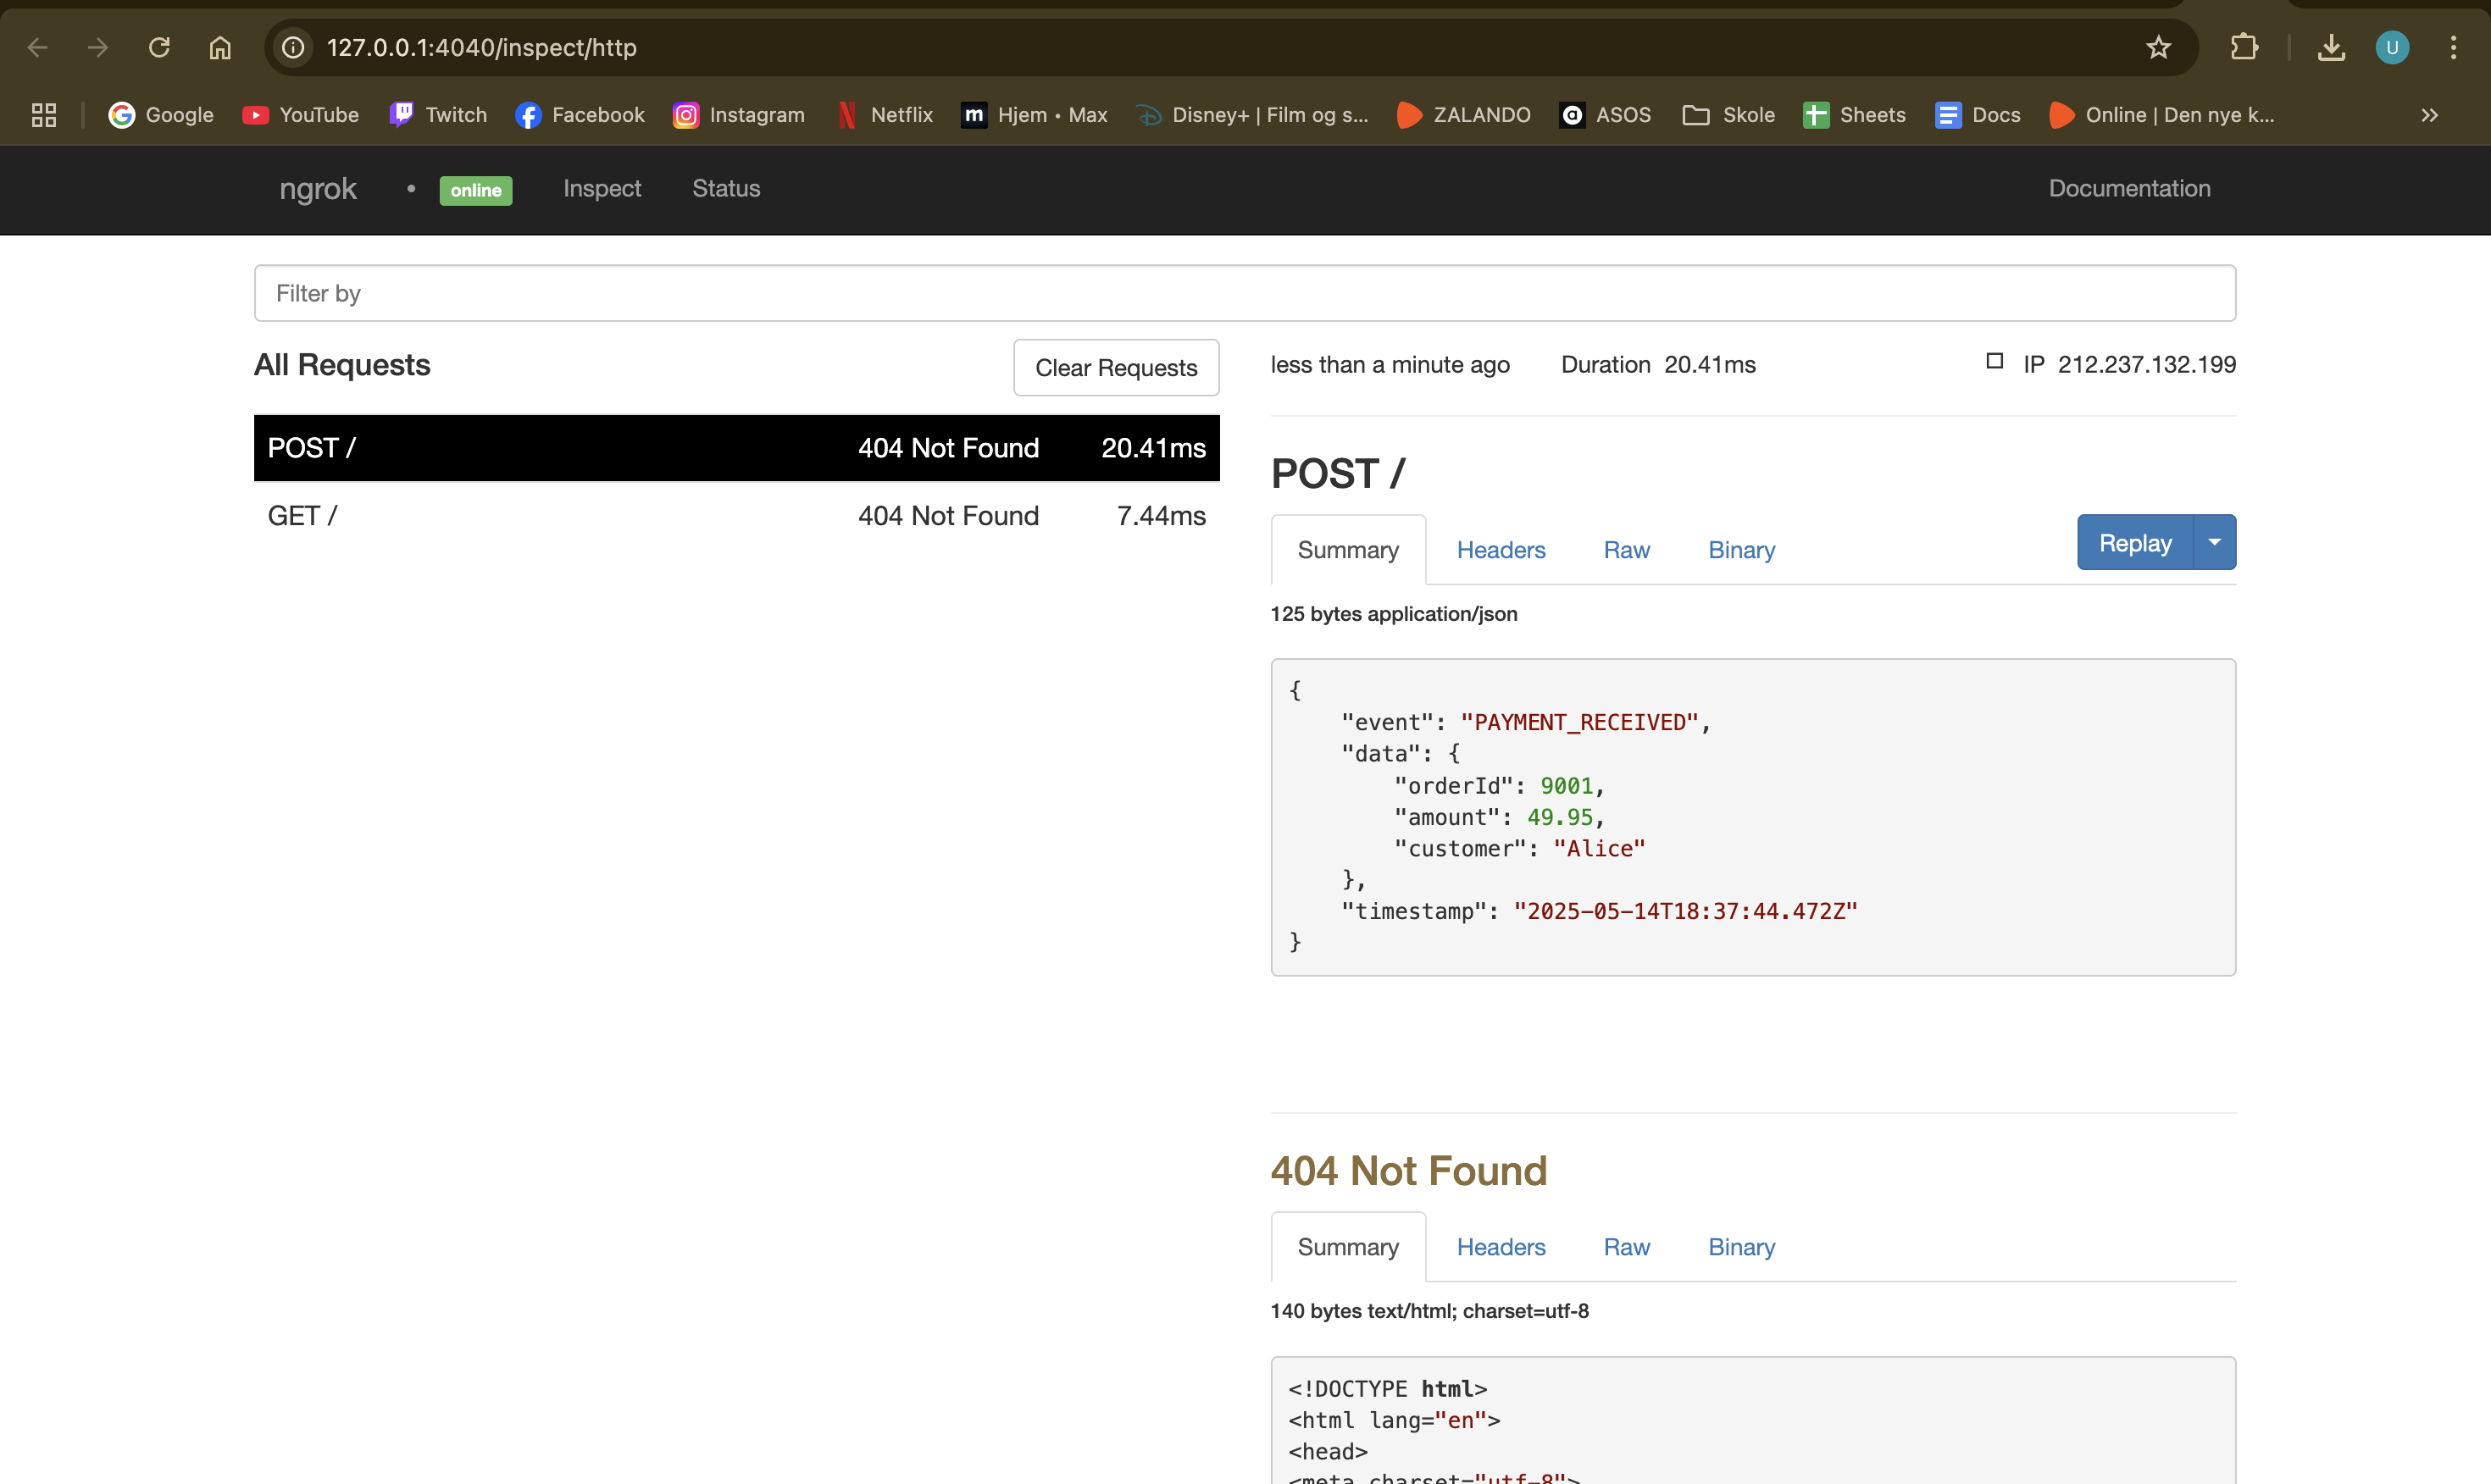 127.0.0.1:4040/inspect/http
U
Google YouTube Twitch Facebook Instagram Netflix m Hjem • Max Disney+ | Film og s... ZALANDO a ASOS Skole Sheets Docs Online | Den nye k... »
ngrok • online Inspect Status Documentation
Filter by
All Requests Clear Requests
POST / 404 Not Found 20.41ms
GET / 404 Not Found 7.44ms
less than a minute ago Duration 20.41ms IP 212.237.132.199
POST /
Summary Headers Raw Binary Replay
125 bytes application/json
{
"event": "PAYMENT_RECEIVED",
"data": {
"orderId": 9001,
"amount": 49.95,
"customer": "Alice"
},
"timestamp": "2025-05-14T18:37:44.472Z"
}
404 Not Found
Summary Headers Raw Binary
140 bytes text/html; charset=utf-8
<!DOCTYPE html>
<html lang="en">
<head>
<meta charset="utf-8">